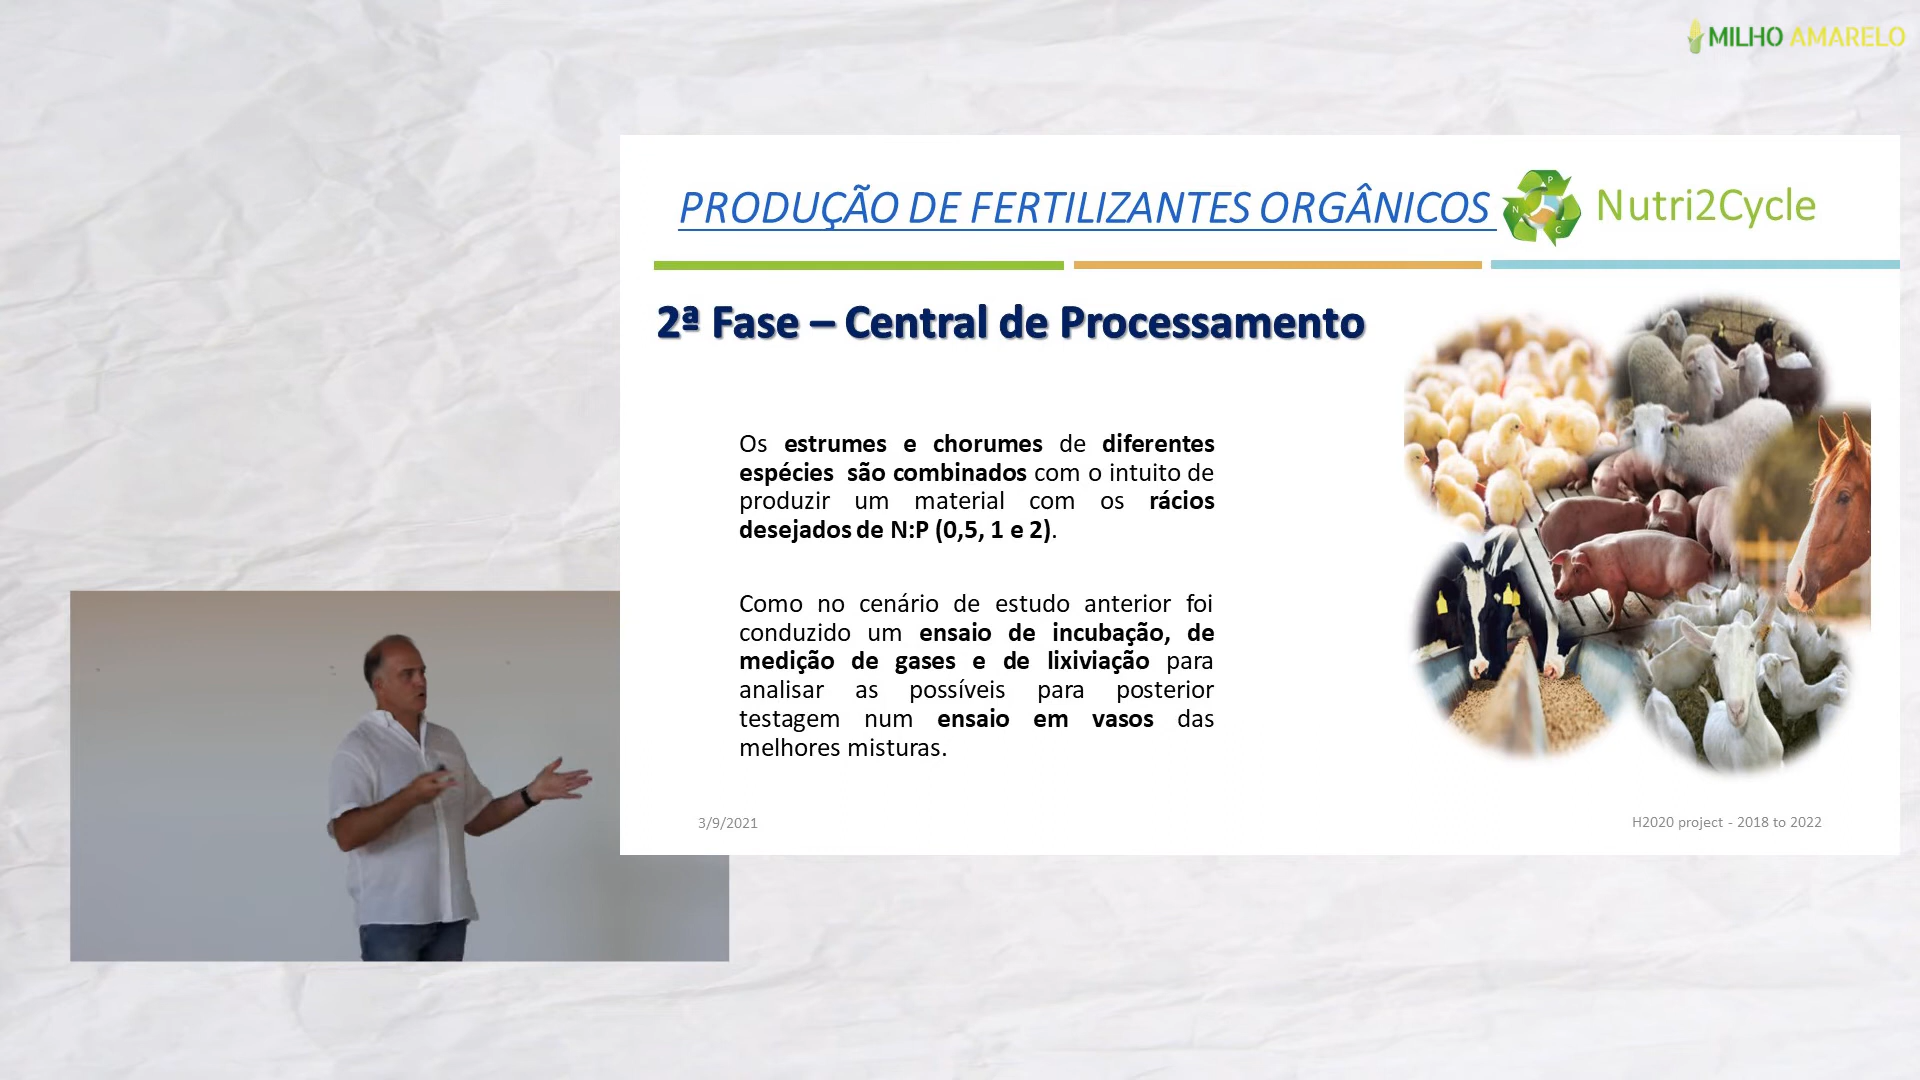 MILHO AMARELO
PRODUÇÃO DE FERTILIZANTES ORGÂNICOS
P
N
C
Nutri2Cycle
2ª Fase – Central de Processamento
Os estrumes e chorumes de diferentes
espécies são combinados com o intuito de
produzir um material com os rácios
desejados de N:P (0,5, 1 e 2).
Como no cenário de estudo anterior foi
conduzido um ensaio de incubação, de
medição de gases e de lixiviação para
analisar as possíveis para posterior
testagem num ensaio em vasos das
melhores misturas.
3/9/2021
H2020 project - 2018 to 2022